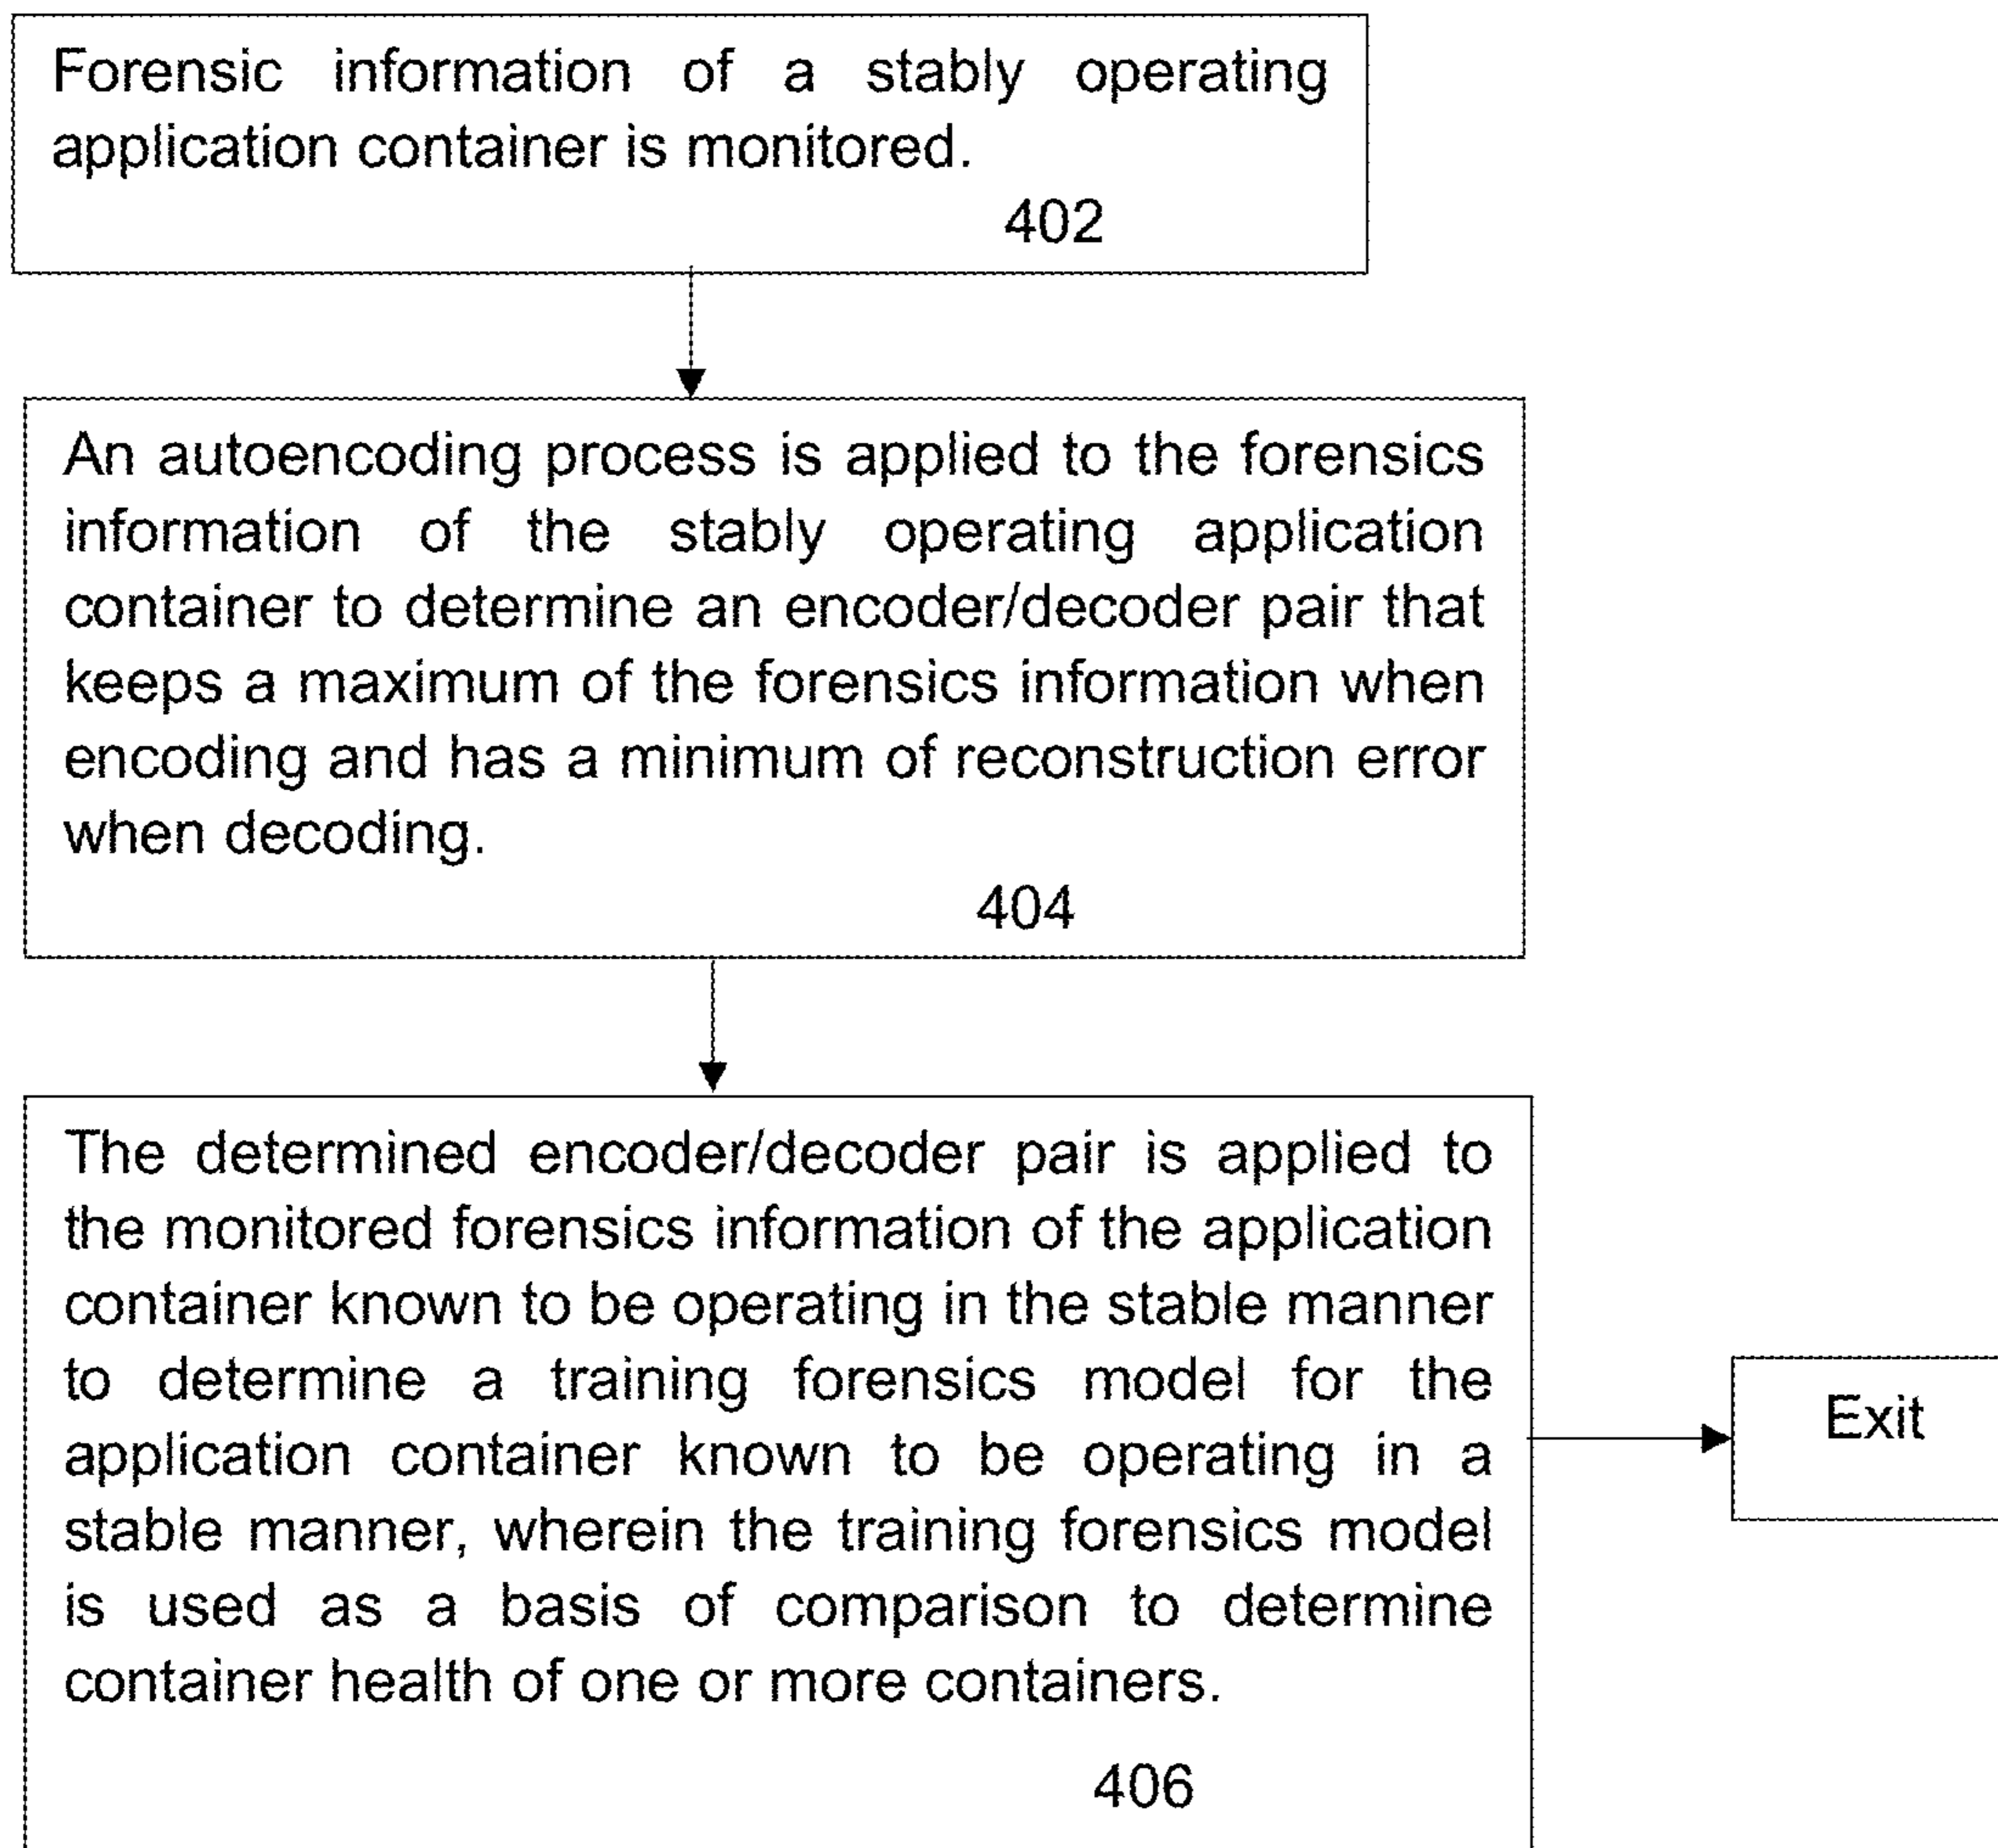 Forensic information of a stably operating
application container is monitored.
402
An autoencoding process is applied to the forensics
information of the stably operating application
container to determine an encoder/decoder pair that
keeps a maximum of the forensics information when
encoding and has a minimum of reconstruction error
when decoding.
404
The determined encoder/decoder pair is applied to
the monitored forensics information of the application
container known to be operating in the stable manner
to determine a training forensics model for the
application container known to be operating in a
stable manner, wherein the training forensics model
is used as a basis of comparison to determine
container health of one or more containers.
406
Exit